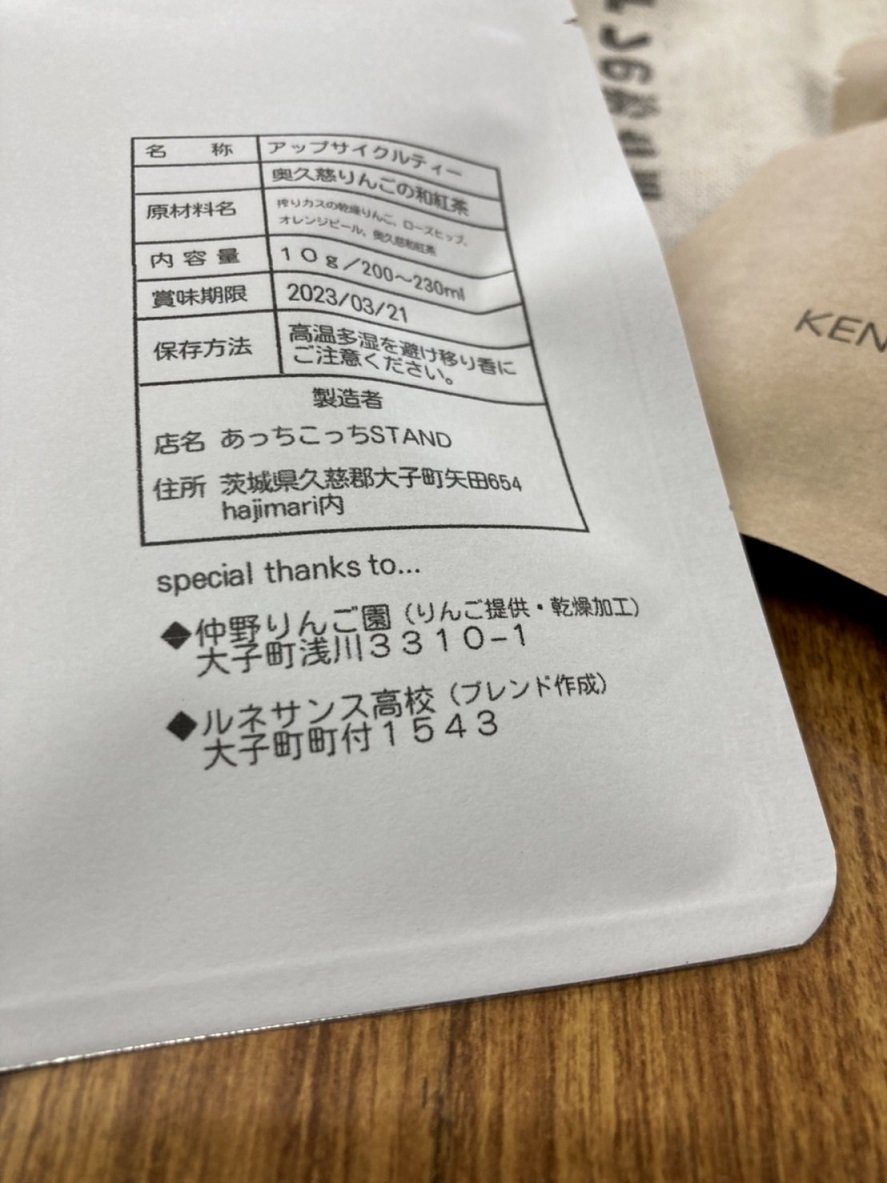 名 称 アップサイクルティー
奥久慈りんごの和紅茶
原材料名 搾りカスの乾燥りんご、ローズヒップ、
オレンジピール、奥久慈和紅茶
内容量 10g/200〜230ml
賞味期限 2023/03/21
保存方法 高温多湿を避け移り香に
ご注意ください。
製造者
店名 あっちこっちSTAND
住所 茨城県久慈郡大子町矢田654
hajimari内
special thanks to...
◆仲野りんご園（りんご提供・乾燥加工）
大子町浅川3310-1
◆ルネサンス高校（ブレンド作成）
大子町町付1543
KEN